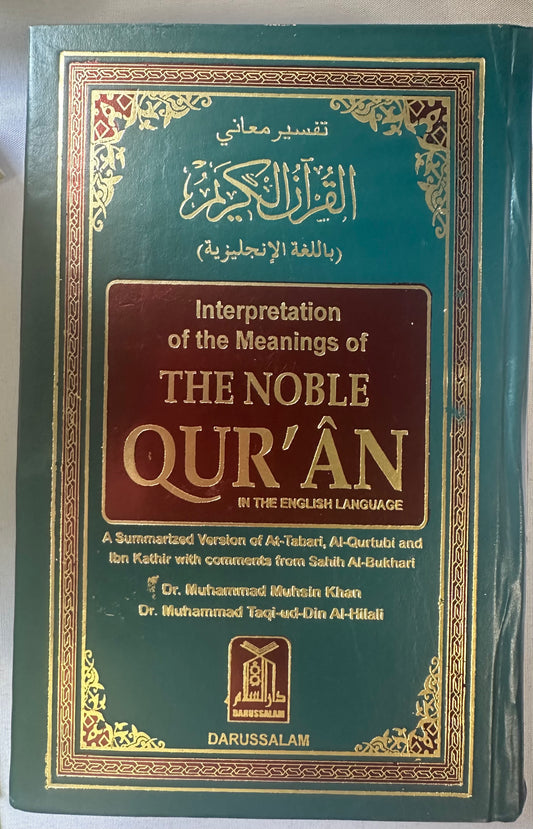 تفسير معاني
القرآن الكريم
(باللغة الإنجليزية)
Interpretation
of the Meanings of
THE NOBLE
QUR'ÂN
IN THE ENGLISH LANGUAGE
A Summarized Version of At-Tabari, Al-Qurtubi and
Ibn Kathir with comments from Sahih Al-Bukhari
Dr. Muhammad Muhsin Khan
Dr. Muhammad Taqi-ud-Din Al-Hilali
دار السلام
DARUSSALAM
DARUSSALAM